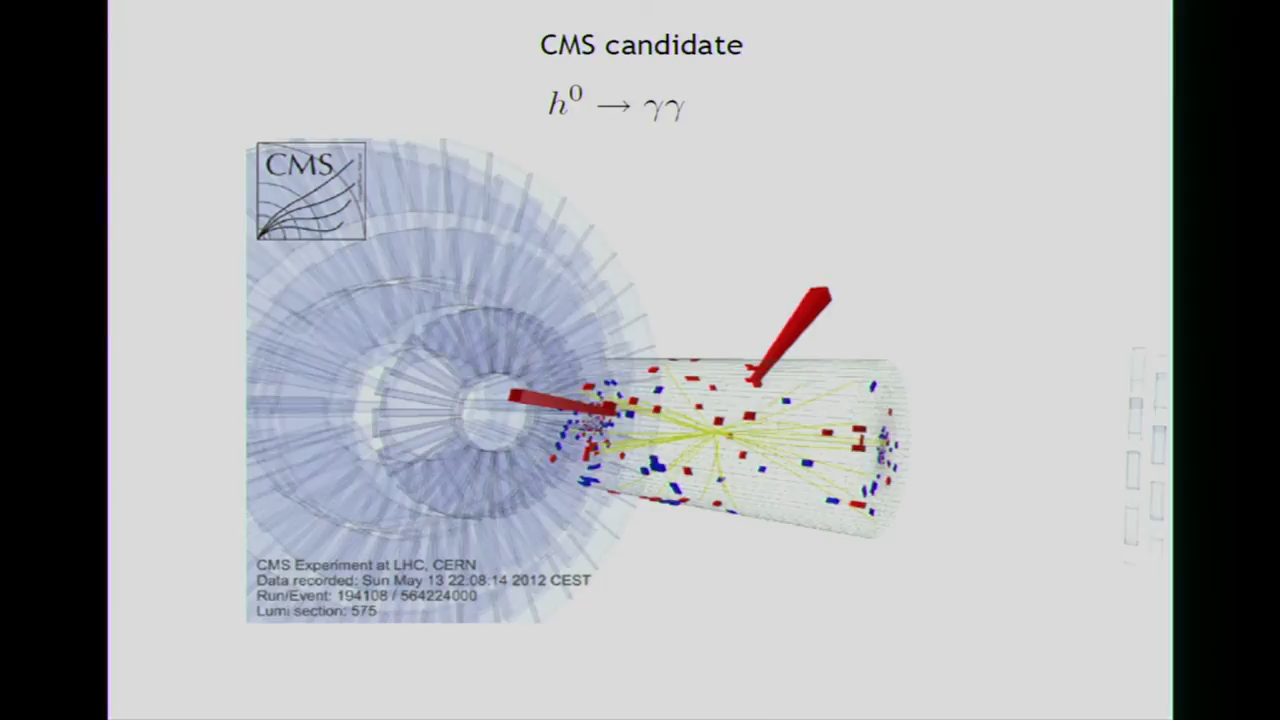 CMS candidate
h⁰ → γγ
CMS
CMS Experiment at LHC, CERN
Data recorded: Sun May 13 22:08:14 2012 CEST
Run/Event: 194108 / 564224000
Lumi section: 575